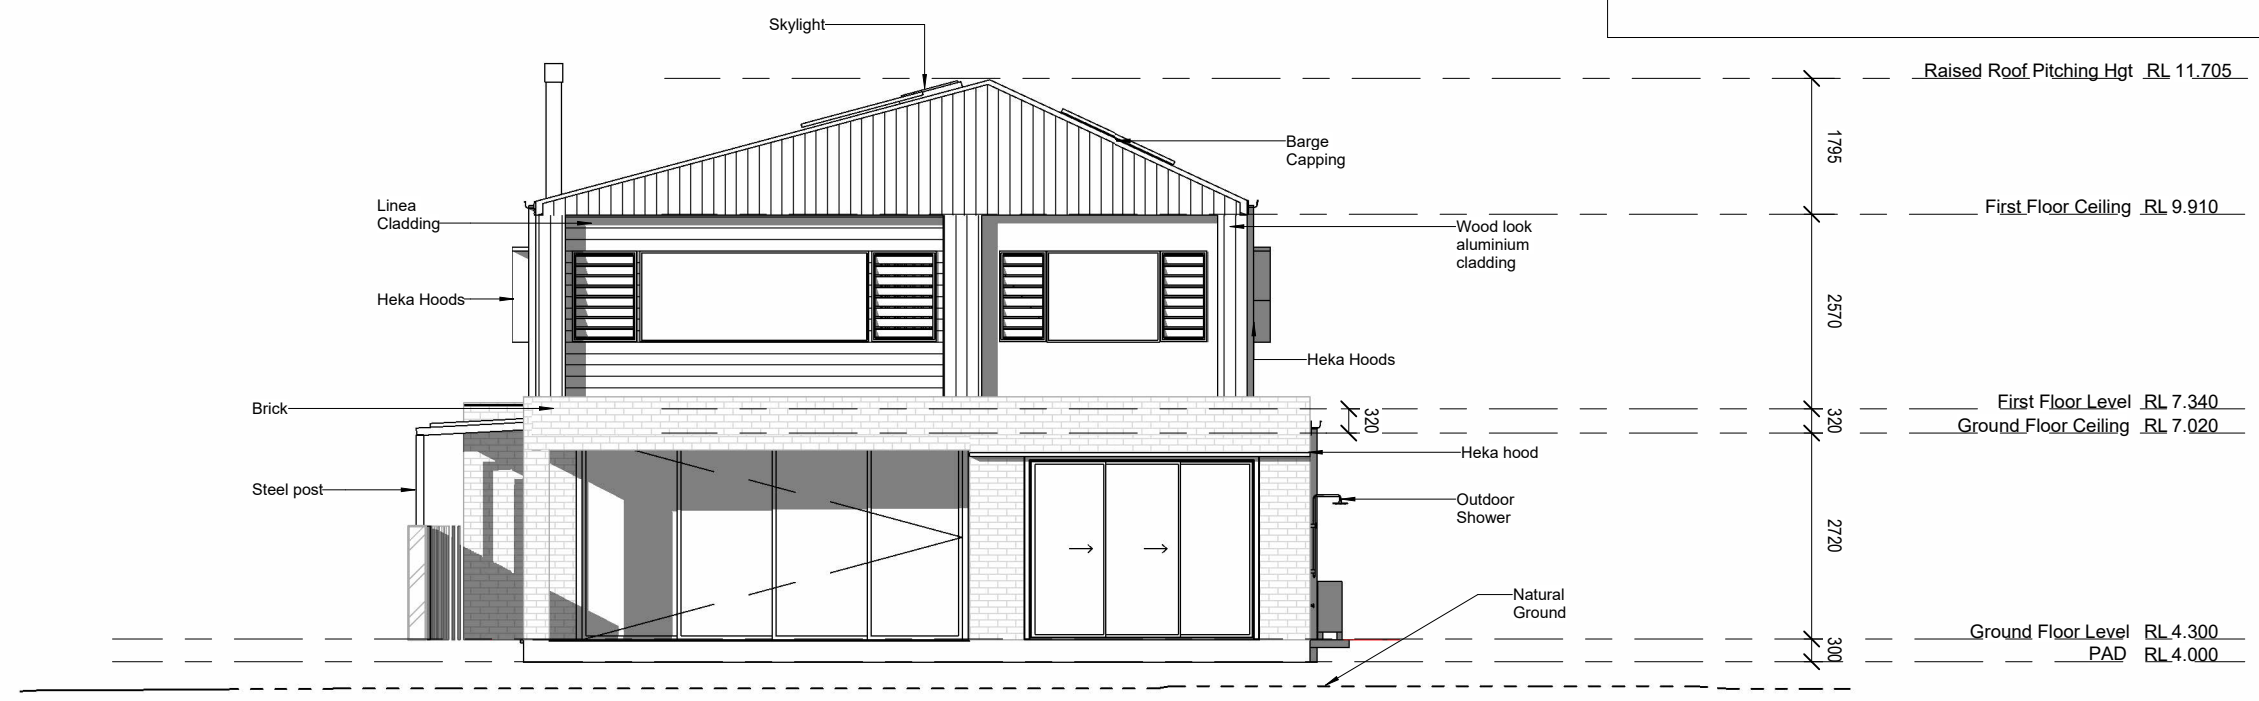 Skylight
Raised Roof Pitching Hgt RL 11.705
Barge
Capping
1795
Linea
Cladding
First Floor Ceiling RL 9.910
Wood look
aluminium
cladding
Heka Hoods
2570
Heka Hoods
Brick
320
320
First Floor Level RL 7.340
Ground Floor Ceiling RL 7.020
Heka hood
Steel post
Outdoor
Shower
2720
Natural
Ground
Ground Floor Level RL 4.300
300
PAD RL 4.000